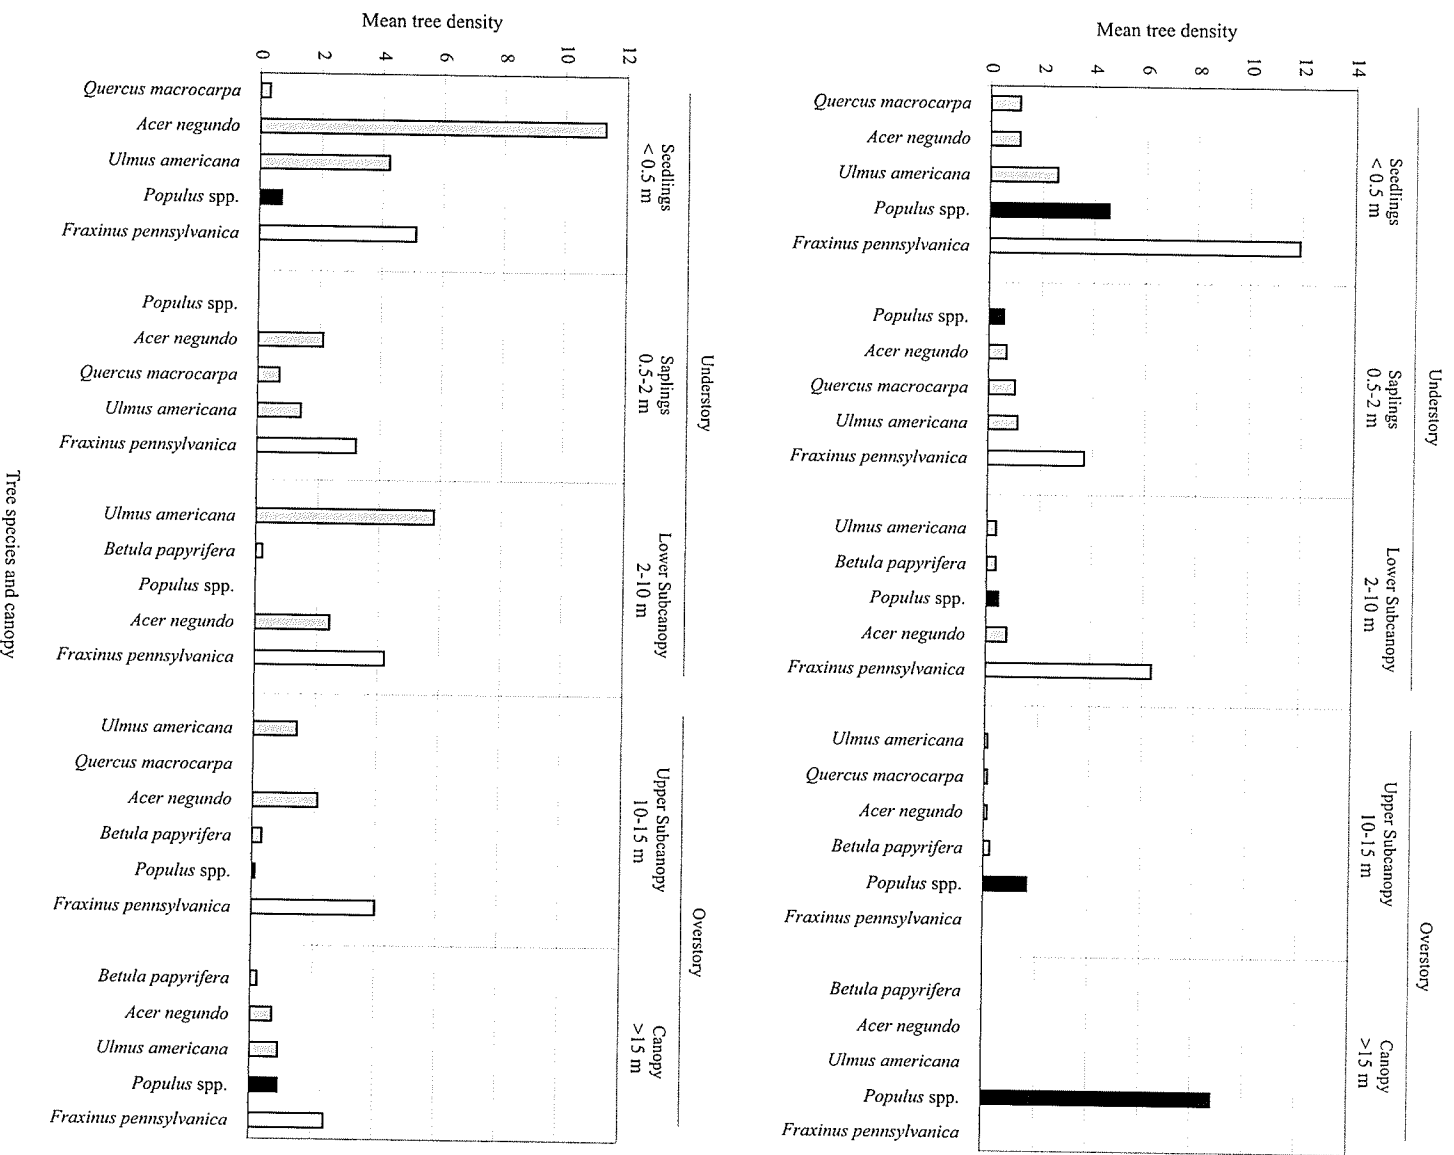 Mean tree density
0 2 4 6 8 10 12 14
Understory
Seedlings
< 0.5 m
Quercus macrocarpa
Acer negundo
Ulmus americana
Populus spp.
Fraxinus pennsylvanica
Saplings
0.5-2 m
Populus spp.
Acer negundo
Quercus macrocarpa
Ulmus americana
Fraxinus pennsylvanica
Lower Subcanopy
2-10 m
Ulmus americana
Betula papyrifera
Populus spp.
Acer negundo
Fraxinus pennsylvanica
Overstory
Upper Subcanopy
10-15 m
Ulmus americana
Quercus macrocarpa
Acer negundo
Betula papyrifera
Populus spp.
Fraxinus pennsylvanica
Canopy
>15 m
Betula papyrifera
Acer negundo
Ulmus americana
Populus spp.
Fraxinus pennsylvanica
Mean tree density
0 2 4 6 8 10 12
Understory
Seedlings
< 0.5 m
Quercus macrocarpa
Acer negundo
Ulmus americana
Populus spp.
Fraxinus pennsylvanica
Saplings
0.5-2 m
Populus spp.
Acer negundo
Quercus macrocarpa
Ulmus americana
Fraxinus pennsylvanica
Lower Subcanopy
2-10 m
Ulmus americana
Betula papyrifera
Populus spp.
Acer negundo
Fraxinus pennsylvanica
Overstory
Upper Subcanopy
10-15 m
Ulmus americana
Quercus macrocarpa
Acer negundo
Betula papyrifera
Populus spp.
Fraxinus pennsylvanica
Canopy
>15 m
Betula papyrifera
Acer negundo
Ulmus americana
Populus spp.
Fraxinus pennsylvanica
Tree species and canopy